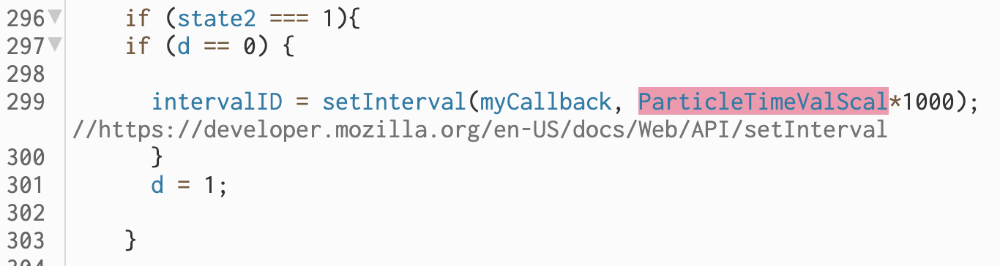 296 if (state2 === 1){
297 if (d == 0) {
298
299 intervalID = setInterval(myCallback, ParticleTimeValScal*1000);
//https://developer.mozilla.org/en-US/docs/Web/API/setInterval
300 }
301 d = 1;
302
303 }